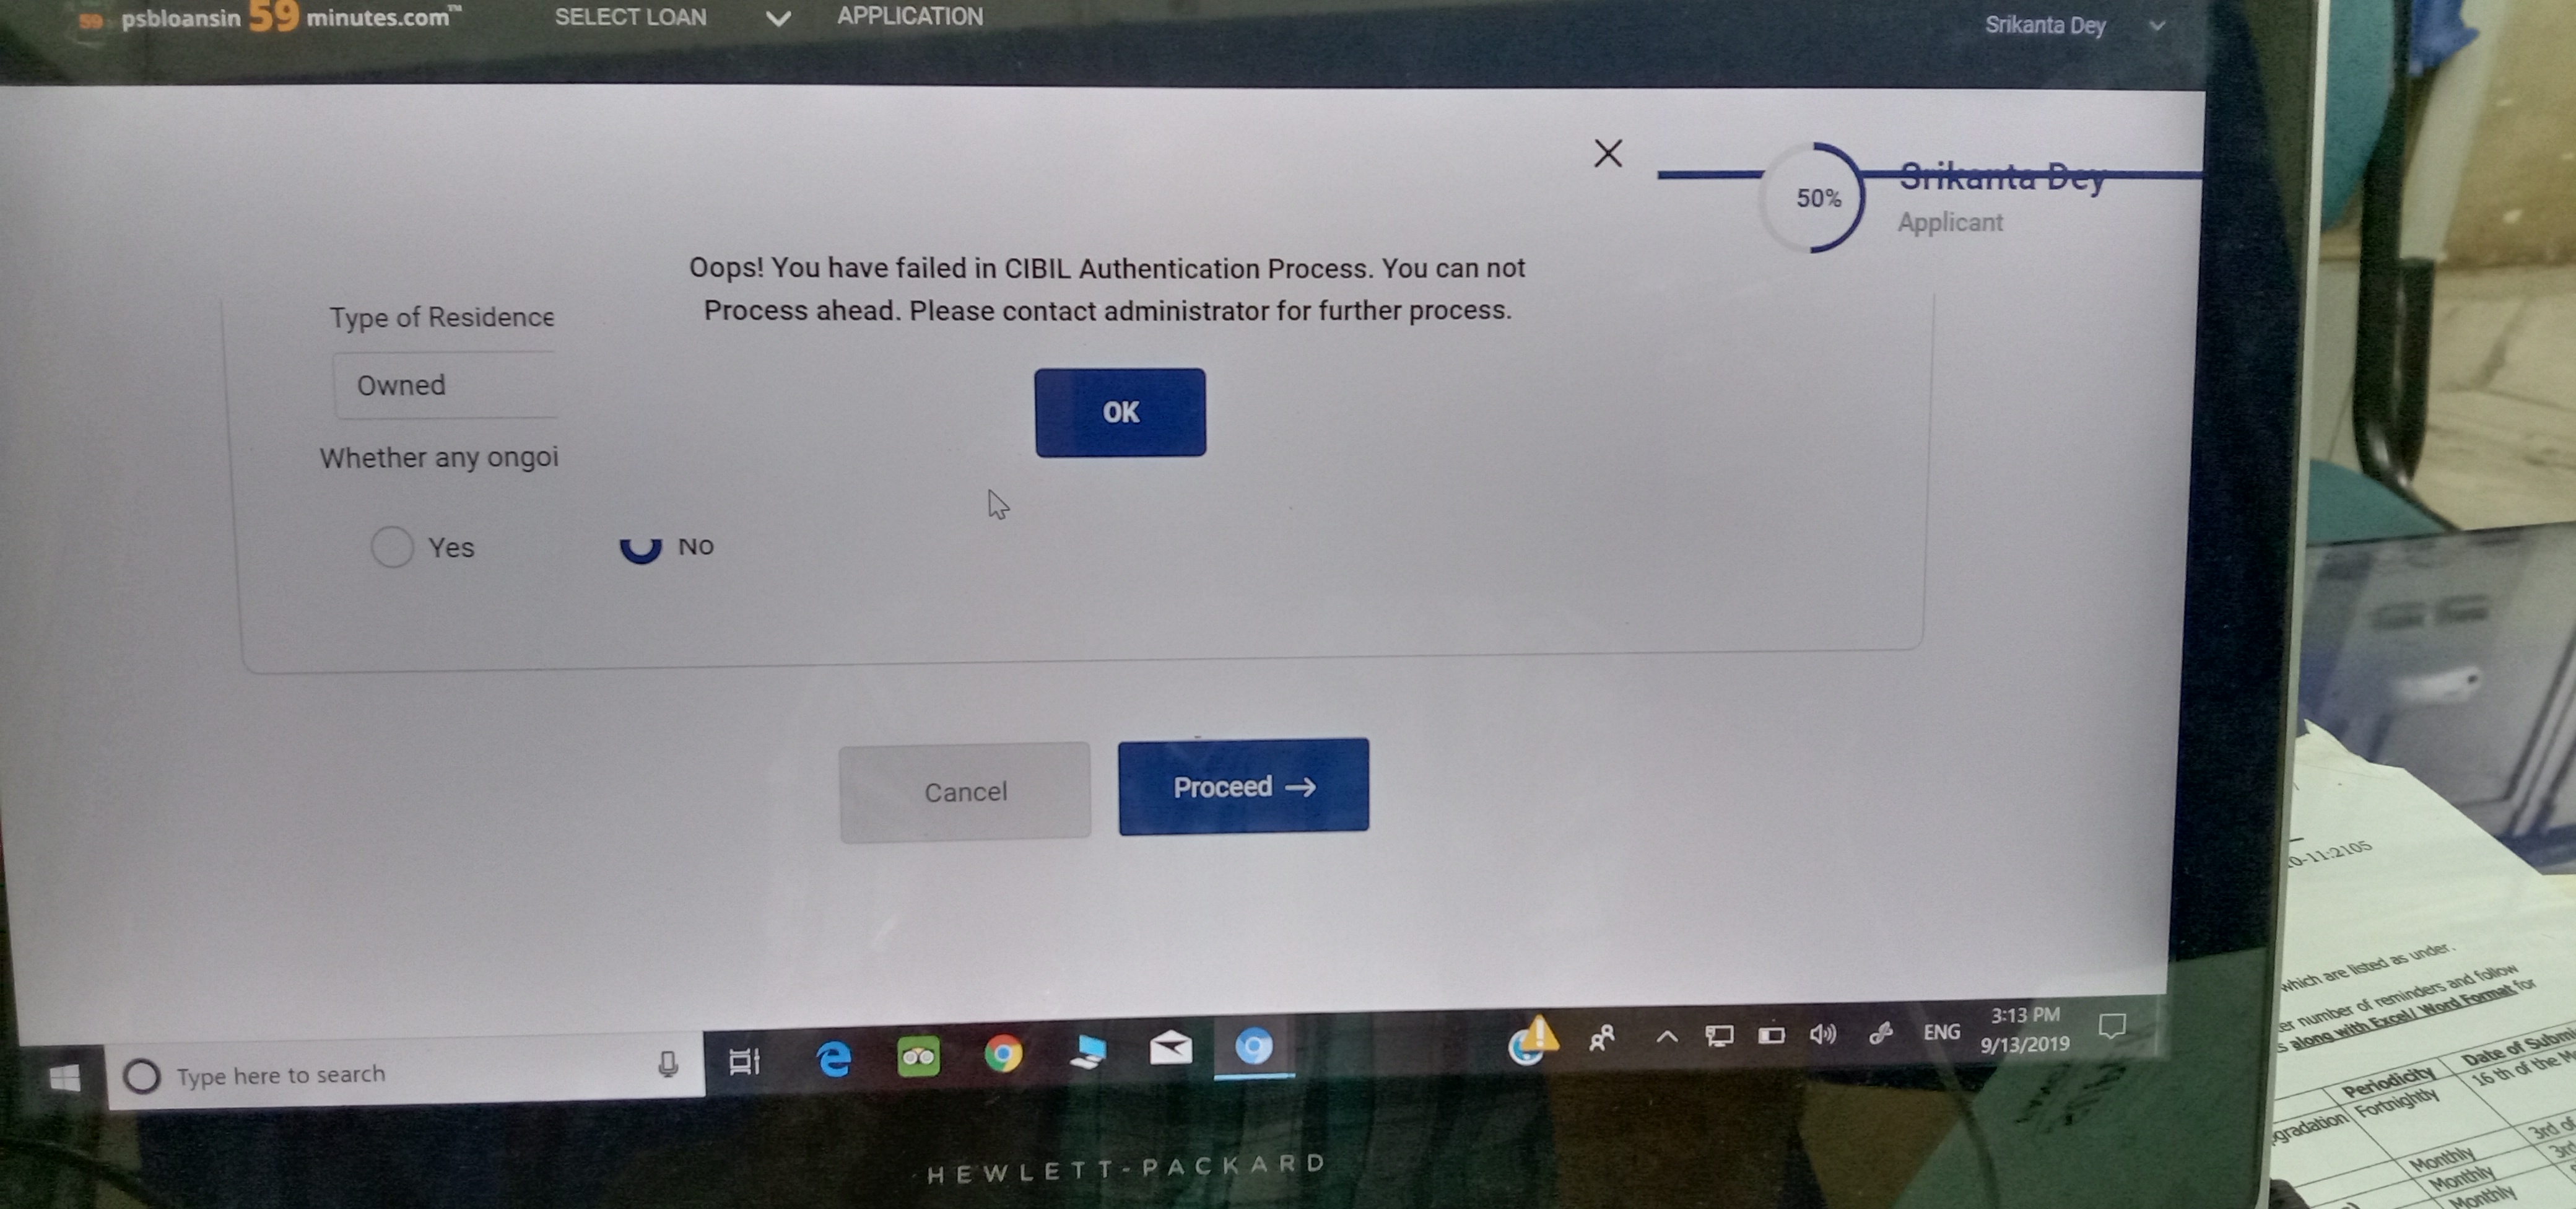 59 psbloansin 59 minutes.com™ SELECT LOAN APPLICATION Srikanta Dey
50% Srikanta Dey
Applicant
Oops! You have failed in CIBIL Authentication Process. You can not
Process ahead. Please contact administrator for further process.
OK
Type of Residence
Owned
Whether any ongoi
Yes No
Cancel Proceed →
Type here to search
ENG 3:13 PM
9/13/2019
HEWLETT-PACKARD
0-11:2105
which are listed as under.
er number of reminders and follow
s along with Excel/ Word Format for
Periodicity Date of Subm
gradation Fortnightly 16 th of the M
Monthly 3rd of
Monthly 3rd
Monthly